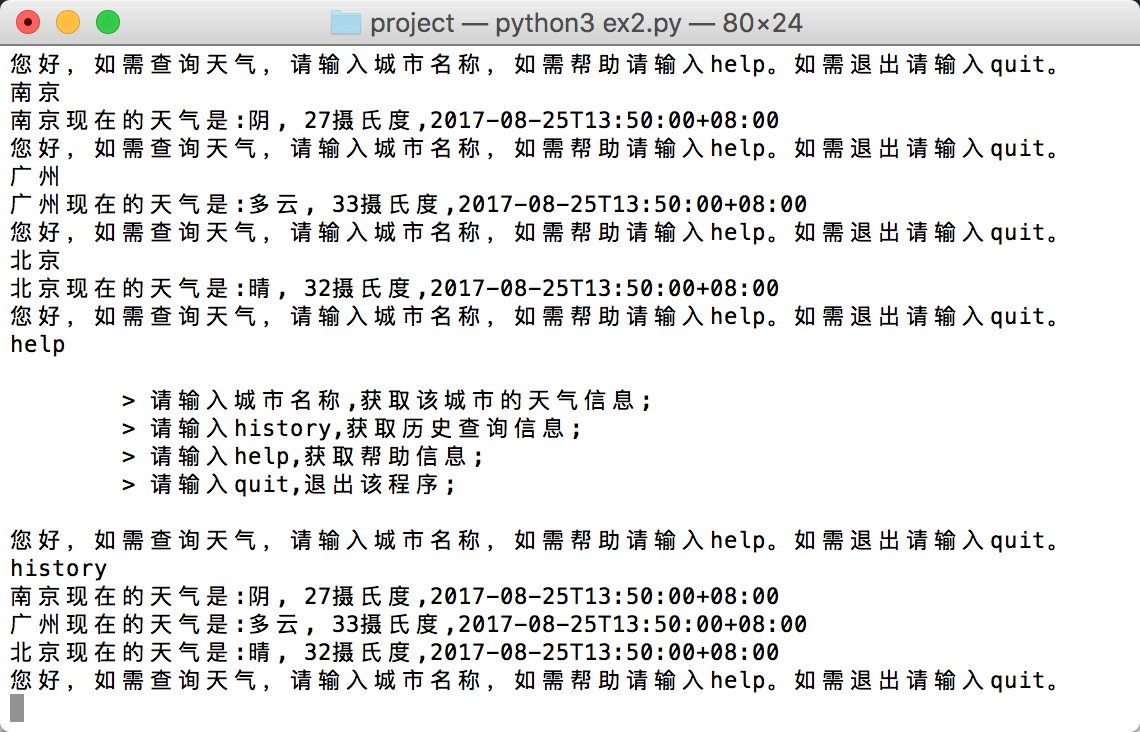 project — python3 ex2.py — 80×24
您好，如需查询天气，请输入城市名称，如需帮助请输入help。如需退出请输入quit。
南京
南京现在的天气是:阴, 27摄氏度,2017-08-25T13:50:00+08:00
您好，如需查询天气，请输入城市名称，如需帮助请输入help。如需退出请输入quit。
广州
广州现在的天气是:多云, 33摄氏度,2017-08-25T13:50:00+08:00
您好，如需查询天气，请输入城市名称，如需帮助请输入help。如需退出请输入quit。
北京
北京现在的天气是:晴, 32摄氏度,2017-08-25T13:50:00+08:00
您好，如需查询天气，请输入城市名称，如需帮助请输入help。如需退出请输入quit。
help
> 请输入城市名称,获取该城市的天气信息;
> 请输入history,获取历史查询信息;
> 请输入help,获取帮助信息;
> 请输入quit,退出该程序;
您好，如需查询天气，请输入城市名称，如需帮助请输入help。如需退出请输入quit。
history
南京现在的天气是:阴, 27摄氏度,2017-08-25T13:50:00+08:00
广州现在的天气是:多云, 33摄氏度,2017-08-25T13:50:00+08:00
北京现在的天气是:晴, 32摄氏度,2017-08-25T13:50:00+08:00
您好，如需查询天气，请输入城市名称，如需帮助请输入help。如需退出请输入quit。